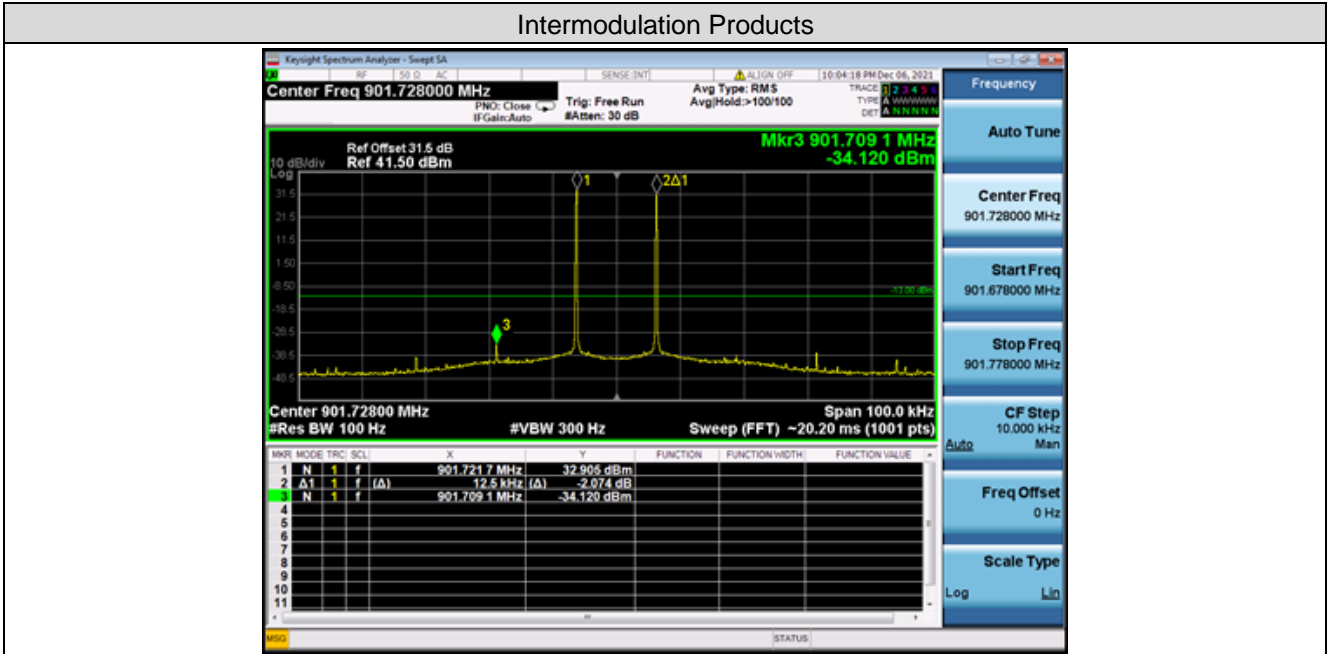 Intermodulation Products
Keysight Spectrum Analyzer - Swept SA
RF 50 Ω AC SENSE:INT ALIGN OFF 10:04:18 PM Dec 06, 2021
Center Freq 901.728000 MHz
PNO: Close
IFGain:Auto
Trig: Free Run
#Atten: 30 dB
Avg Type: RMS
Avg|Hold:>100/100
TRACE 1 2 3 4 5 6
TYPE A WWWWW
DET A N N N N N
Frequency
Mkr3 901.709 1 MHz
-34.120 dBm
Ref Offset 31.5 dB
10 dB/div Ref 41.50 dBm
Log
1
2Δ1
31.5
21.5
11.5
1.50
-8.50
-13.00 dBm
-18.5
-28.5
3
-38.5
-48.5
Center 901.72800 MHz Span 100.0 kHz
#Res BW 100 Hz #VBW 300 Hz Sweep (FFT) ~20.20 ms (1001 pts)
MKR MODE TRC SCL X Y FUNCTION FUNCTION WIDTH FUNCTION VALUE
1 N 1 f 901.721 7 MHz 32.905 dBm
2 Δ1 1 f (Δ) 12.5 kHz (Δ) -2.074 dB
3 N 1 f 901.709 1 MHz -34.120 dBm
4
5
6
7
8
9
10
11
Auto Tune
Center Freq
901.728000 MHz
Start Freq
901.678000 MHz
Stop Freq
901.778000 MHz
CF Step
10.000 kHz
Auto Man
Freq Offset
0 Hz
Scale Type
Log Lin
MSG STATUS